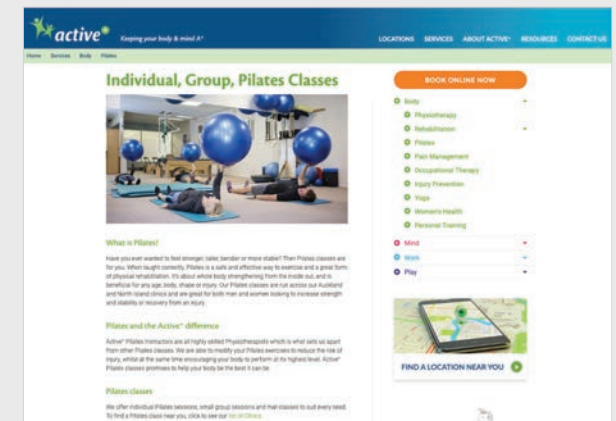 active+
Keeping your body & mind A+
LOCATIONS SERVICES ABOUT ACTIVE+ RESOURCES CONTACT US
Home Services Body Pilates
Individual, Group, Pilates Classes
What is Pilates?
Have you ever wanted to feel stronger, taller, bendier or more stable? Then Pilates classes are
for you. When taught correctly, Pilates is a safe and effective way to exercise and a great form
of physical rehabilitation. It's about whole body strengthening from the inside out, and is
beneficial for any age, body, shape or injury. Our Pilates classes are run across our Auckland
and North Island clinics and are great for both men and women looking to increase strength
and stability or recovery from an injury.
Pilates and the Active+ difference
Active+ Pilates Instructors are all highly skilled Physiotherapists which is what sets us apart
from other Pilates classes. We are able to modify your Pilates exercises to reduce the risk of
injury, whilst at the same time encouraging your body to perform at its highest level. Active+
Pilates classes promises to help your body be the best it can be.
Pilates classes
We offer individual Pilates sessions, small group sessions and mat classes to suit every need.
To find a Pilates class near you, click to see our list of Clinics.
BOOK ONLINE NOW
Body
Physiotherapy
Rehabilitation
Pilates
Pain Management
Occupational Therapy
Injury Prevention
Yoga
Women's Health
Personal Training
Mind
Work
Play
FIND A LOCATION NEAR YOU